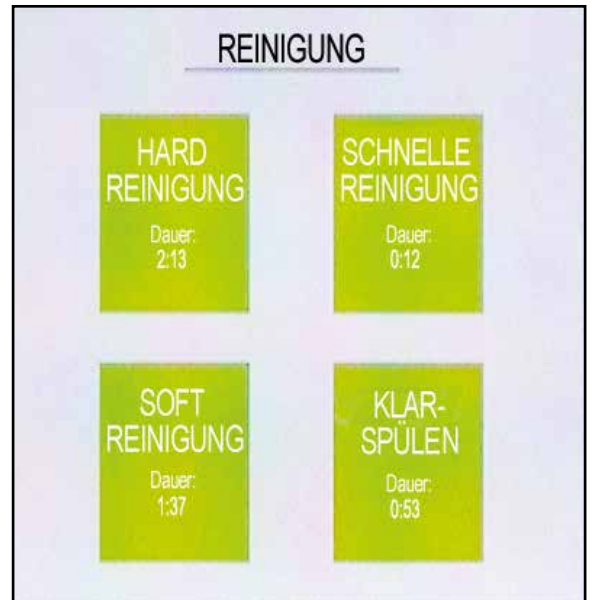 REINIGUNG
HARD
REINIGUNG
Dauer:
2:13
SCHNELLE
REINIGUNG
Dauer:
0:12
SOFT
REINIGUNG
Dauer:
1:37
KLAR-
SPÜLEN
Dauer:
0:53